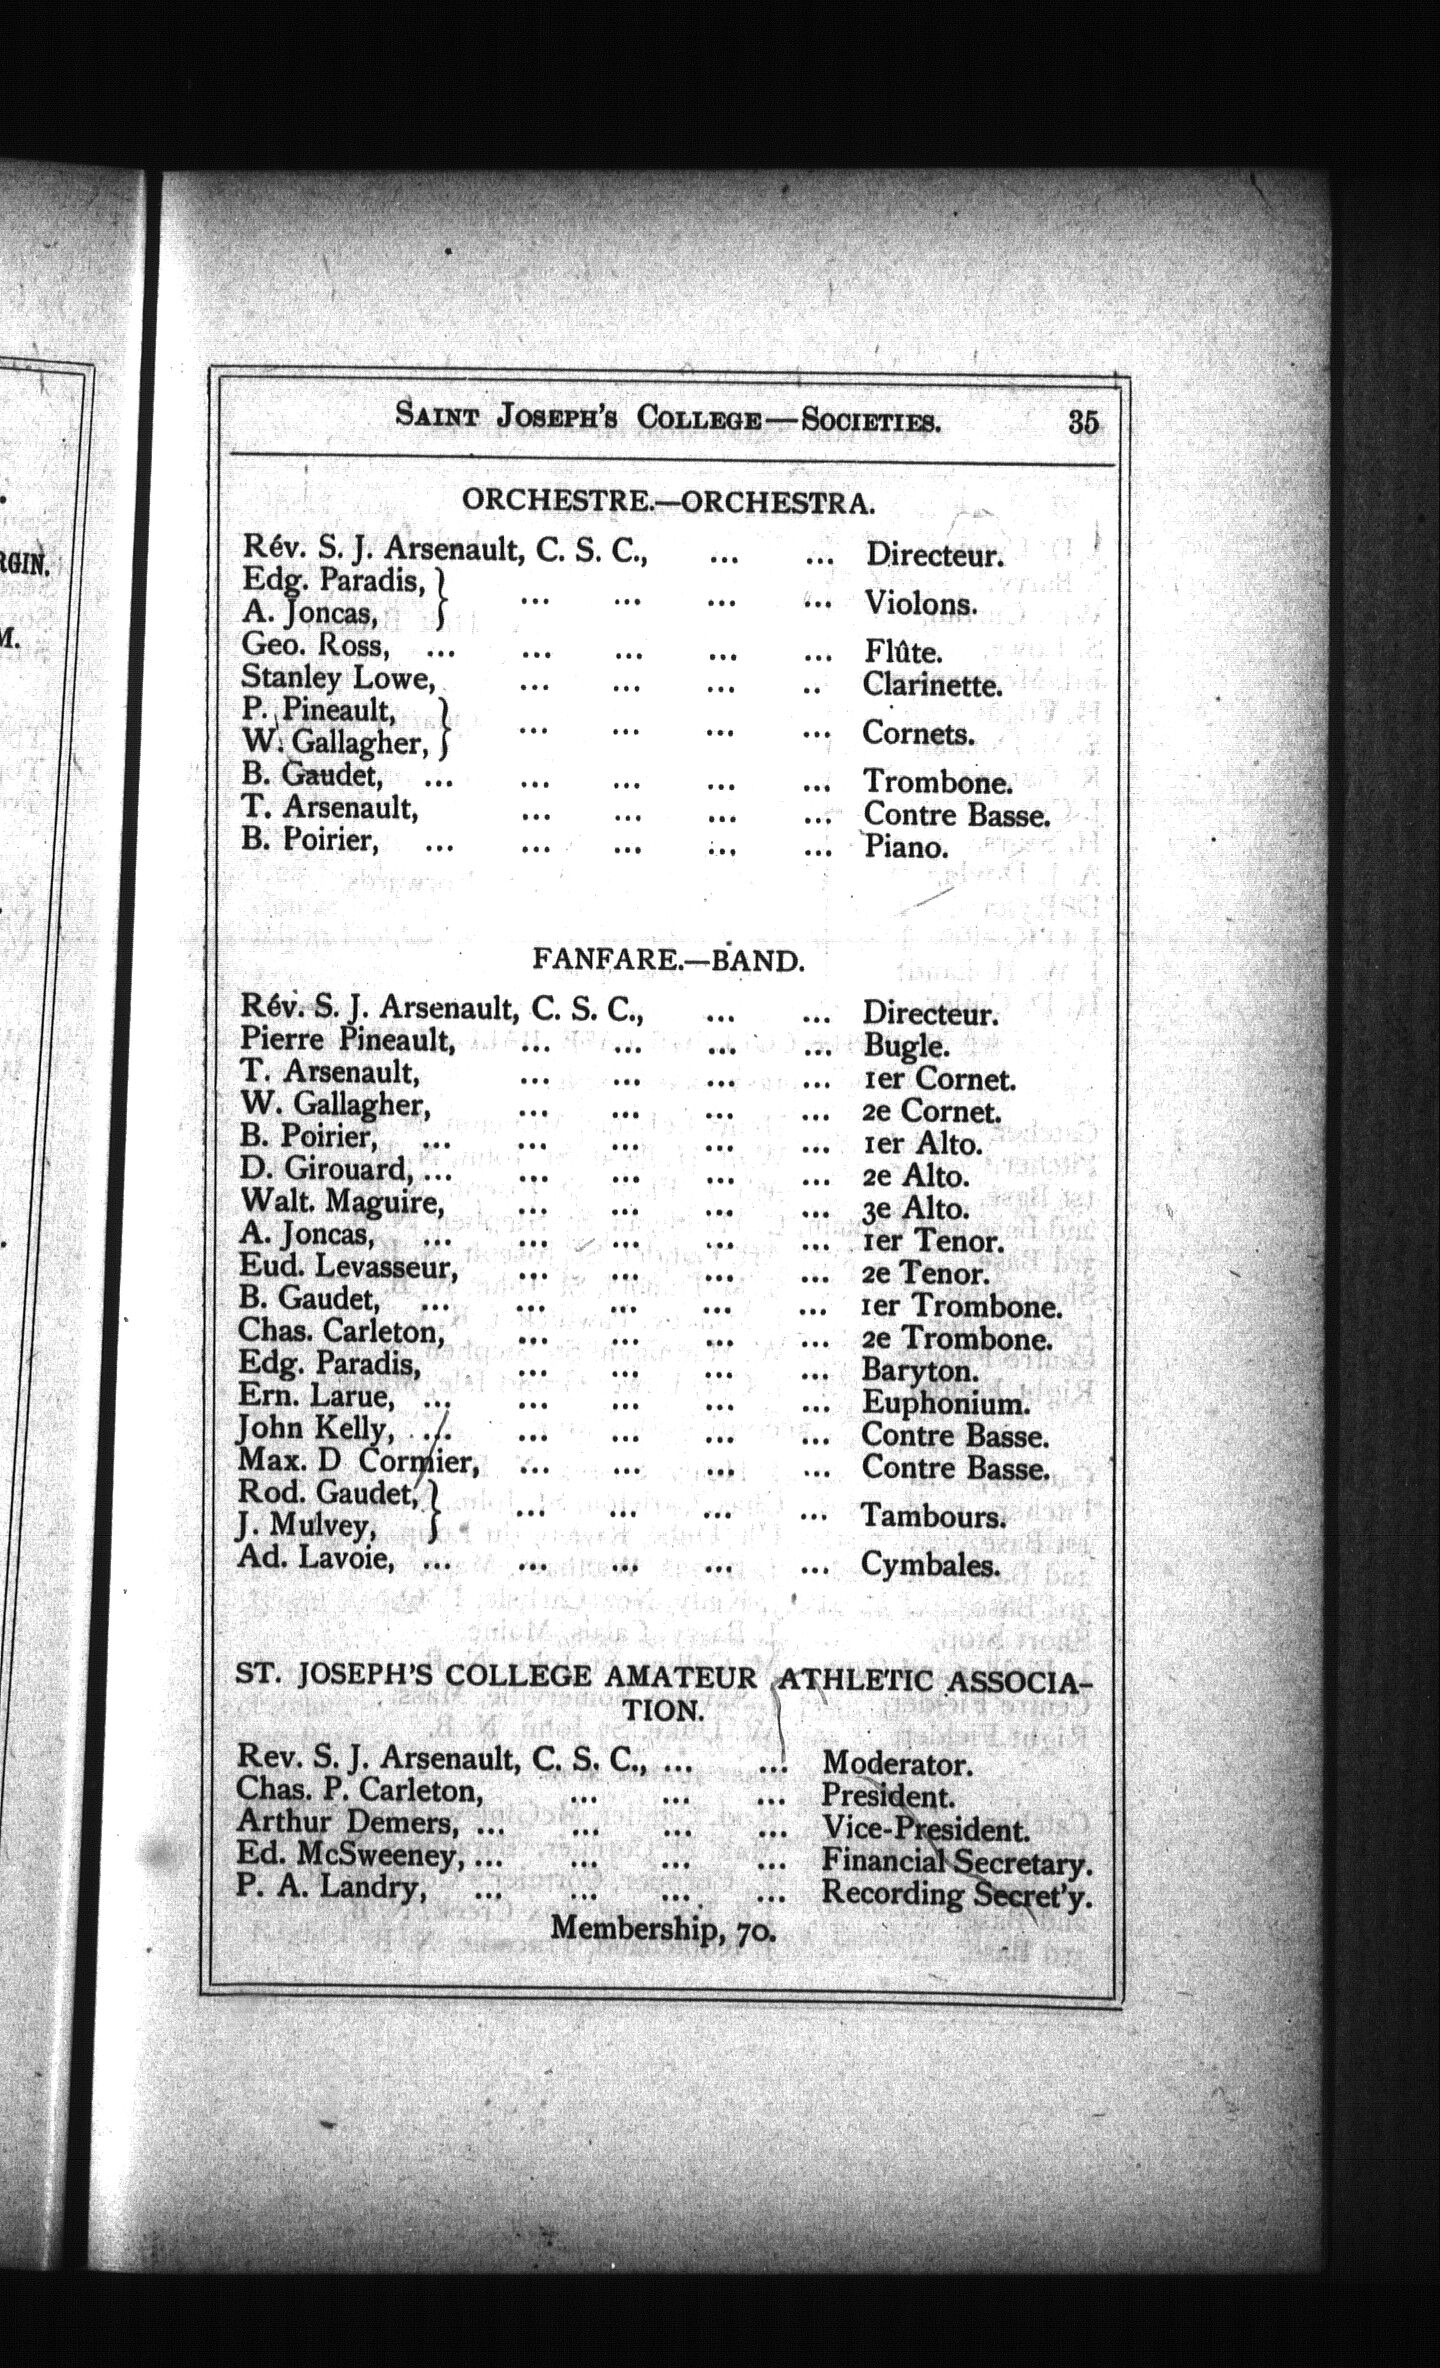 SAINT JOSEPH'S COLLEGE—SOCIETIES. 35
ORCHESTRE.—ORCHESTRA.
Rév. S. J. Arsenault, C. S. C., ... ... Directeur.
Edg. Paradis,
A. Joncas, } ... ... ... ... Violons.
Geo. Ross, ... ... ... ... ... Flûte.
Stanley Lowe, ... ... ... .. Clarinette.
P. Pineault,
W. Gallagher, } ... ... ... ... Cornets.
B. Gaudet, ... ... ... ... ... Trombone.
T. Arsenault, ... ... ... ... Contre Basse.
B. Poirier, ... ... ... ... ... Piano.
FANFARE.—BAND.
Rév. S. J. Arsenault, C. S. C., ... ... Directeur.
Pierre Pineault, ... ... ... ... Bugle.
T. Arsenault, ... ... ... ... 1er Cornet.
W. Gallagher, ... ... ... ... 2e Cornet.
B. Poirier, ... ... ... ... ... 1er Alto.
D. Girouard, ... ... ... ... ... 2e Alto.
Walt. Maguire, ... ... ... ... 3e Alto.
A. Joncas, ... ... ... ... ... 1er Tenor.
Eud. Levasseur, ... ... ... ... 2e Tenor.
B. Gaudet, ... ... ... ... ... 1er Trombone.
Chas. Carleton, ... ... ... ... 2e Trombone.
Edg. Paradis, ... ... ... ... Baryton.
Ern. Larue, ... ... ... ... ... Euphonium.
John Kelly, ... ... ... ... ... Contre Basse.
Max. D Cormier, ... ... ... ... Contre Basse.
Rod. Gaudet,
J. Mulvey, } ... ... ... ... Tambours.
Ad. Lavoie, ... ... ... ... ... Cymbales.
ST. JOSEPH'S COLLEGE AMATEUR ATHLETIC ASSOCIA-
TION.
Rev. S. J. Arsenault, C. S. C., ... ... Moderator.
Chas. P. Carleton, ... ... ... President.
Arthur Demers, ... ... ... ... Vice-President.
Ed. McSweeney, ... ... ... ... Financial Secretary.
P. A. Landry, ... ... ... ... Recording Secret'y.
Membership, 70.